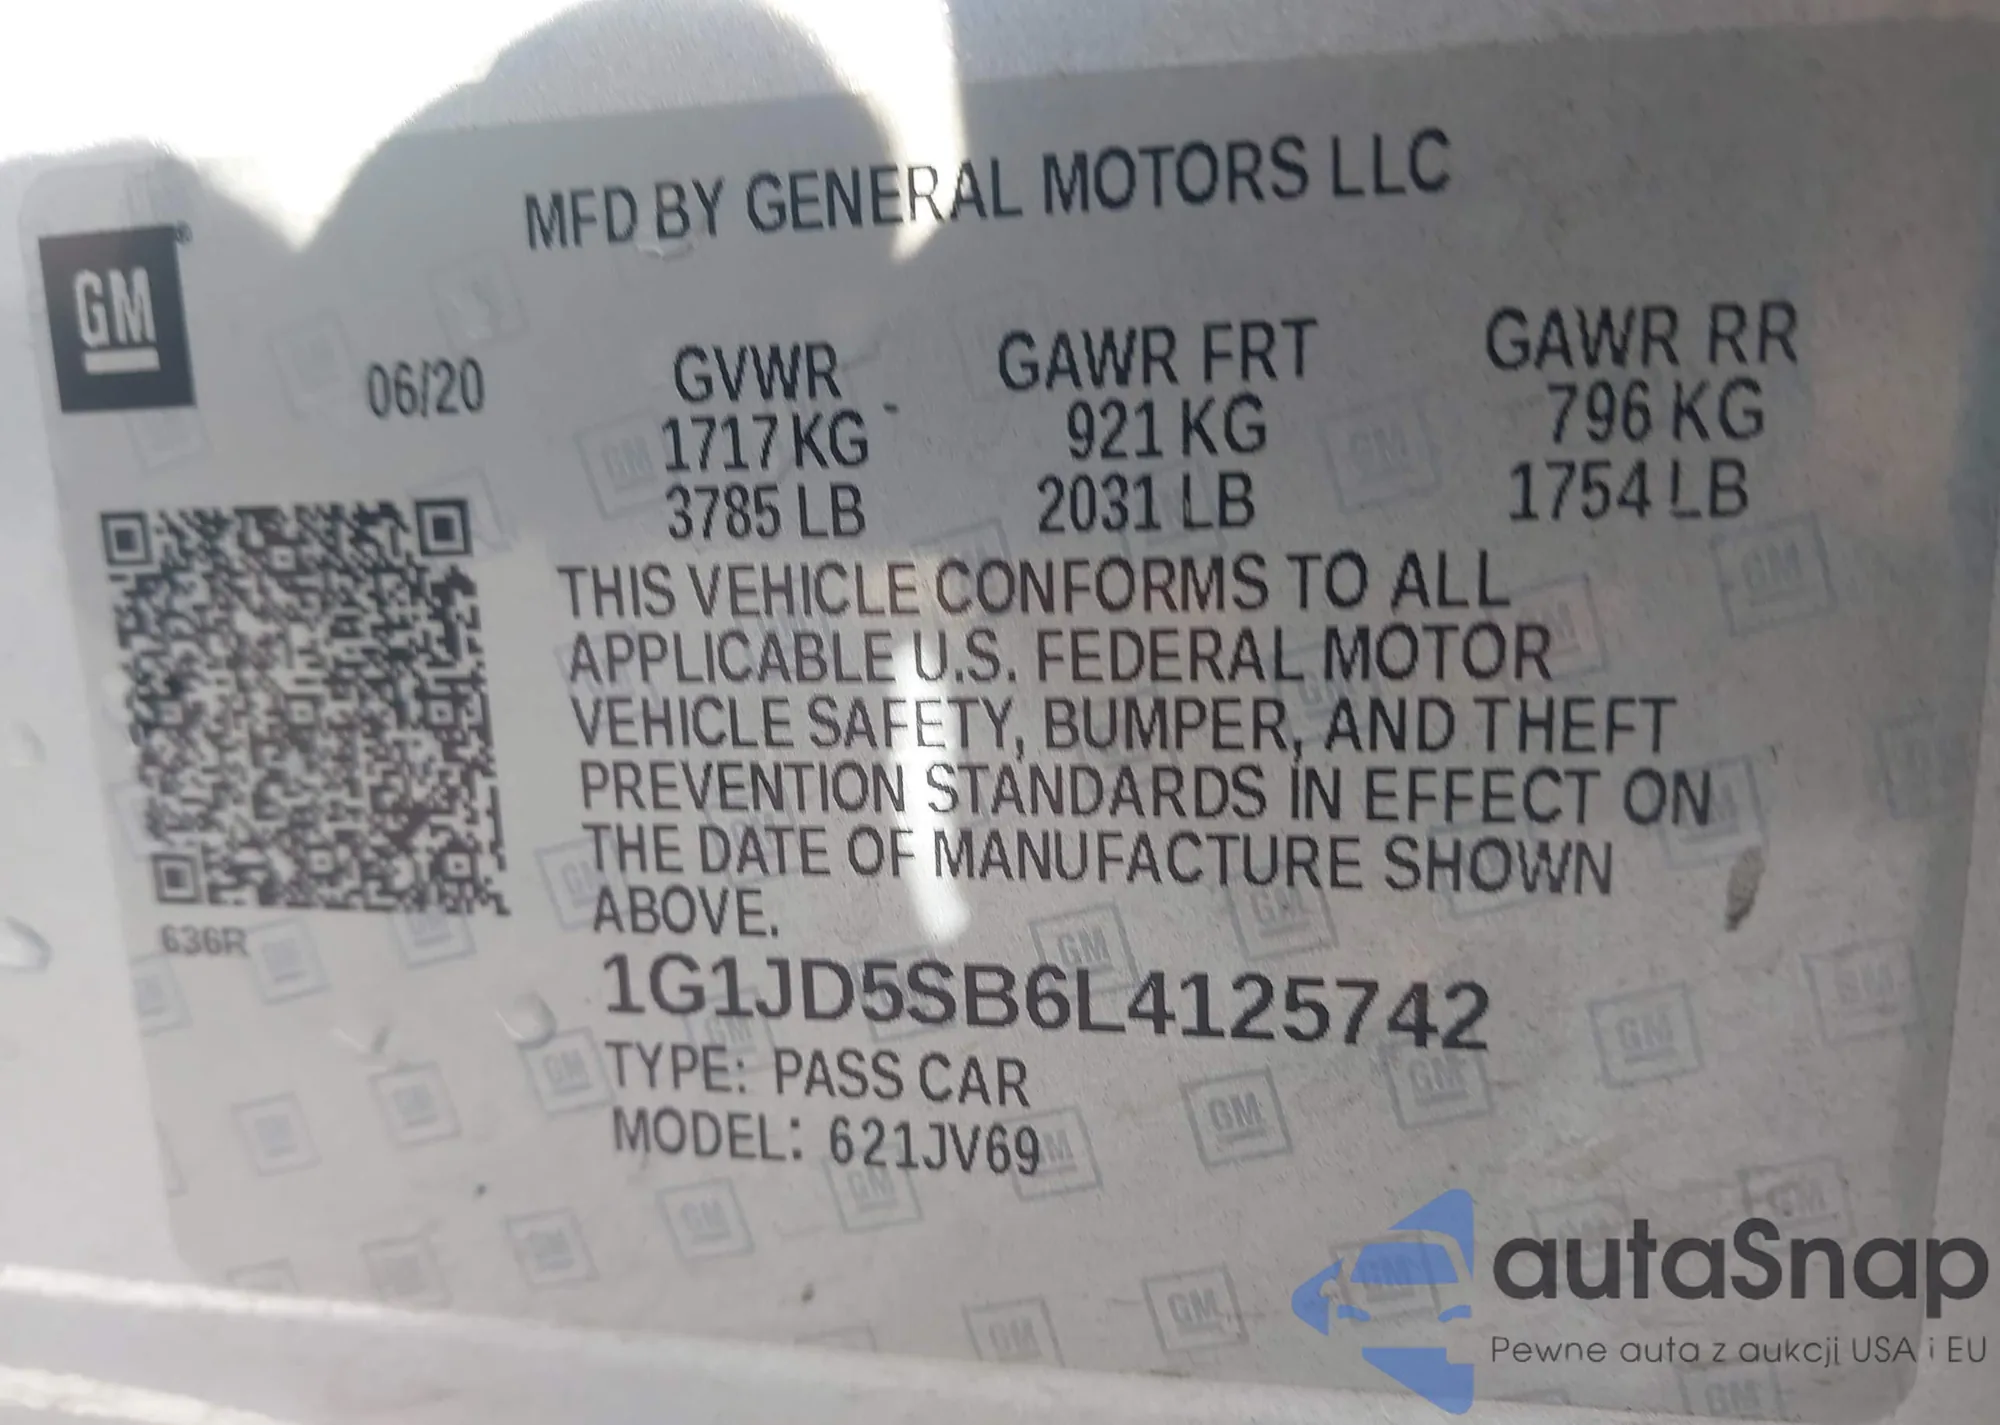 MFD BY GENERAL MOTORS LLC
GM
06/20
GVWR
1717 KG
3785 LB
GAWR FRT
921 KG
2031 LB
GAWR RR
796 KG
1754 LB
THIS VEHICLE CONFORMS TO ALL
APPLICABLE U.S. FEDERAL MOTOR
VEHICLE SAFETY, BUMPER, AND THEFT
PREVENTION STANDARDS IN EFFECT ON
THE DATE OF MANUFACTURE SHOWN
ABOVE.
636R
1G1JD5SB6L4125742
TYPE: PASS CAR
MODEL: 621JV69
autaSnap
Pewne auta z aukcji USA i EU